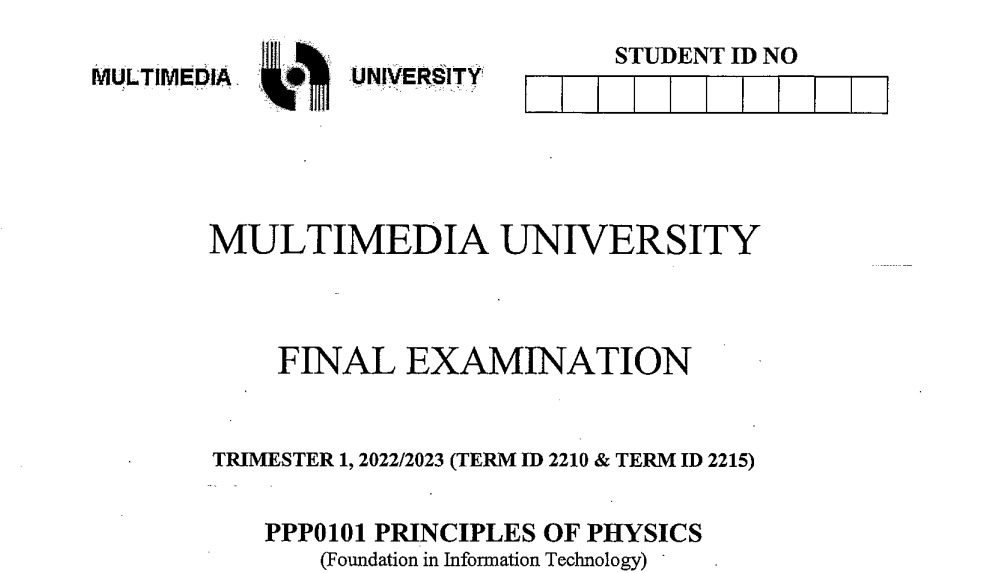 MULTIMEDIA UNIVERSITY
STUDENT ID NO
MULTIMEDIA UNIVERSITY
FINAL EXAMINATION
TRIMESTER 1, 2022/2023 (TERM ID 2210 & TERM ID 2215)
PPP0101 PRINCIPLES OF PHYSICS
(Foundation in Information Technology)